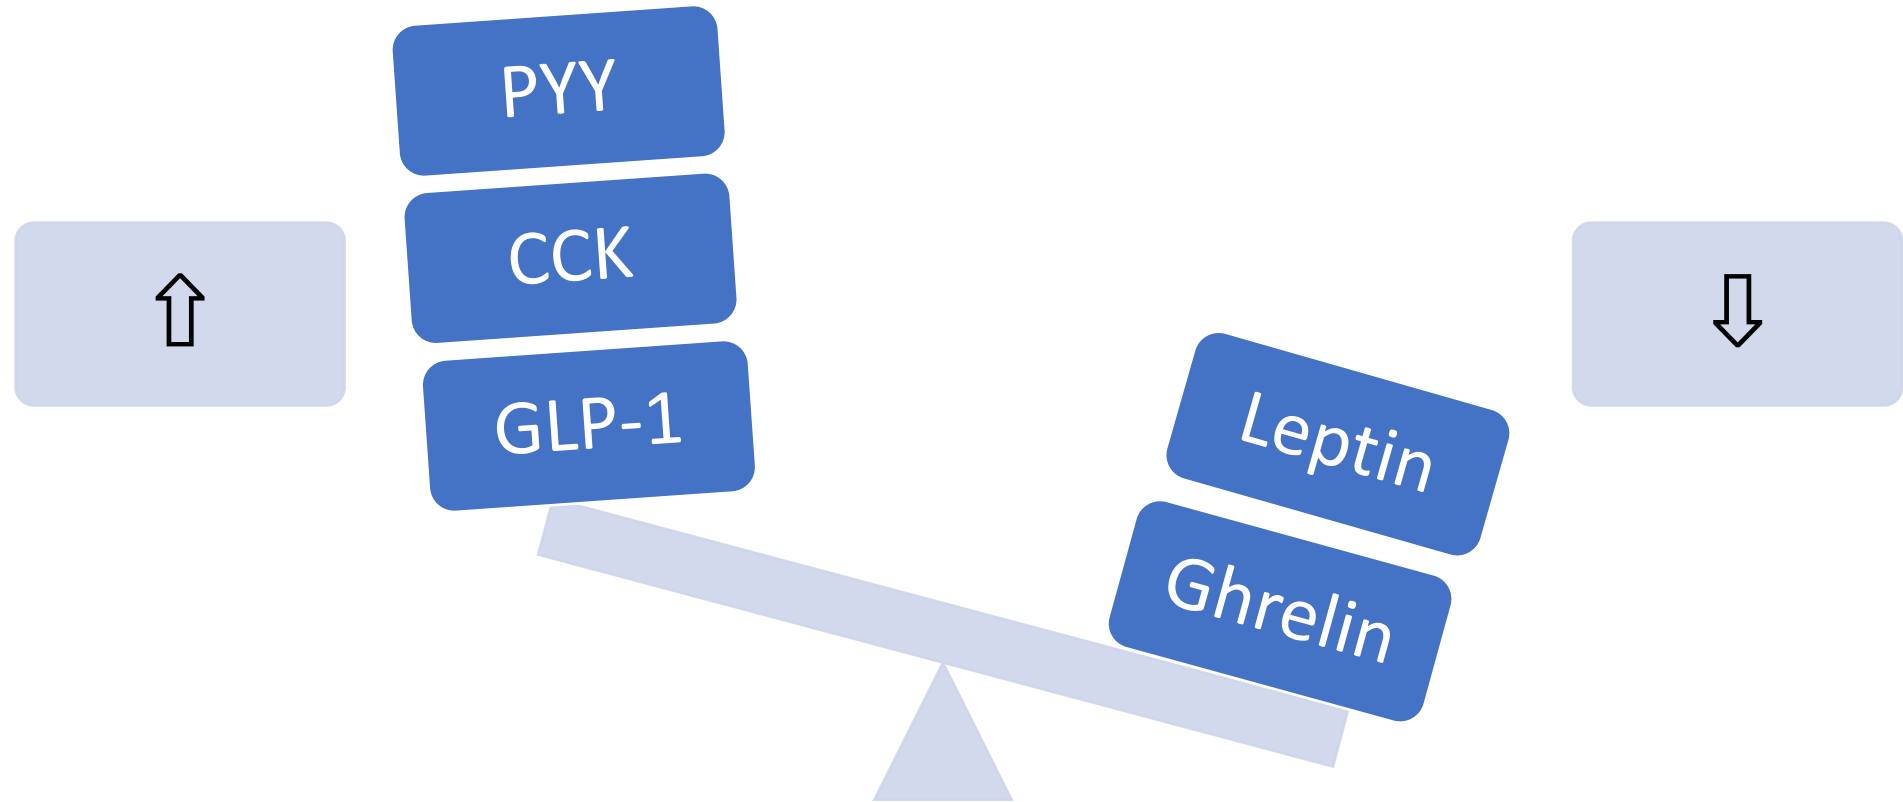 PYY
CCK
GLP-1
⇧
⇩
Leptin
Ghrelin